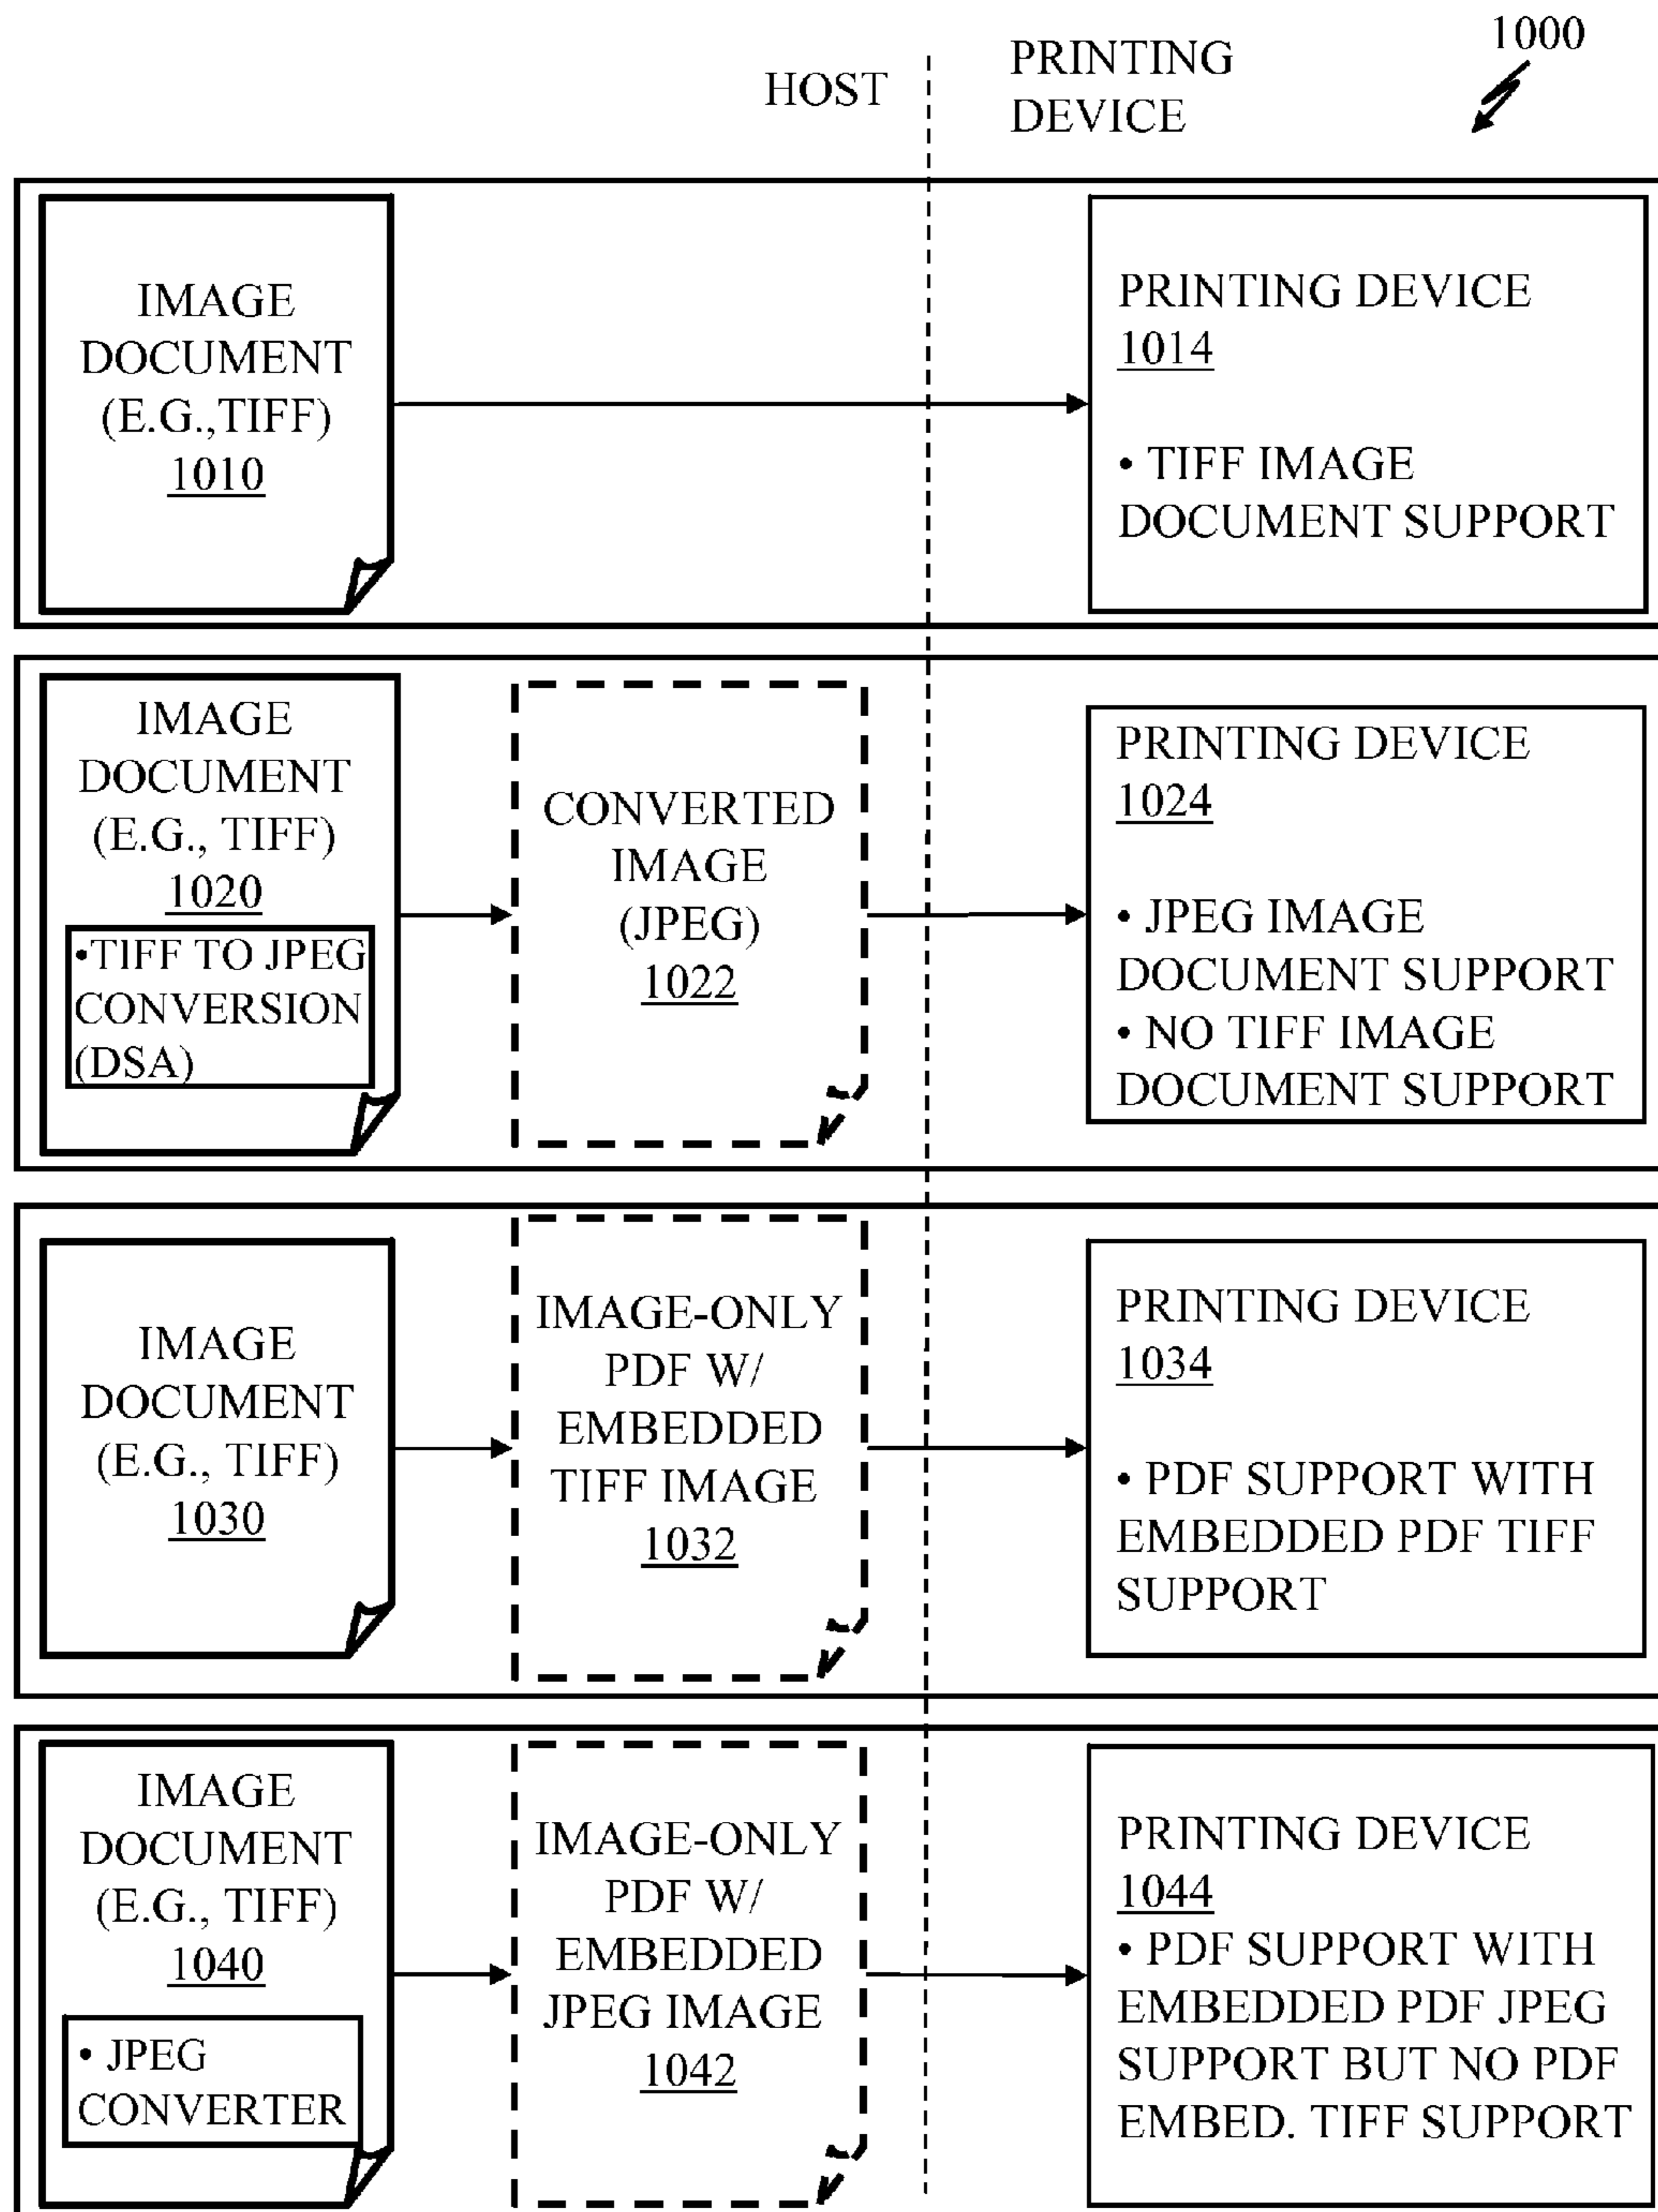 1000
HOST
PRINTING
DEVICE
IMAGE
DOCUMENT
(E.G.,TIFF)
1010
PRINTING DEVICE
1014
• TIFF IMAGE
DOCUMENT SUPPORT
IMAGE
DOCUMENT
(E.G., TIFF)
1020
•TIFF TO JPEG
CONVERSION
(DSA)
CONVERTED
IMAGE
(JPEG)
1022
PRINTING DEVICE
1024
• JPEG IMAGE
DOCUMENT SUPPORT
• NO TIFF IMAGE
DOCUMENT SUPPORT
IMAGE
DOCUMENT
(E.G., TIFF)
1030
IMAGE-ONLY
PDF W/
EMBEDDED
TIFF IMAGE
1032
PRINTING DEVICE
1034
• PDF SUPPORT WITH
EMBEDDED PDF TIFF
SUPPORT
IMAGE
DOCUMENT
(E.G., TIFF)
1040
• JPEG
CONVERTER
IMAGE-ONLY
PDF W/
EMBEDDED
JPEG IMAGE
1042
PRINTING DEVICE
1044
• PDF SUPPORT WITH
EMBEDDED PDF JPEG
SUPPORT BUT NO PDF
EMBED. TIFF SUPPORT